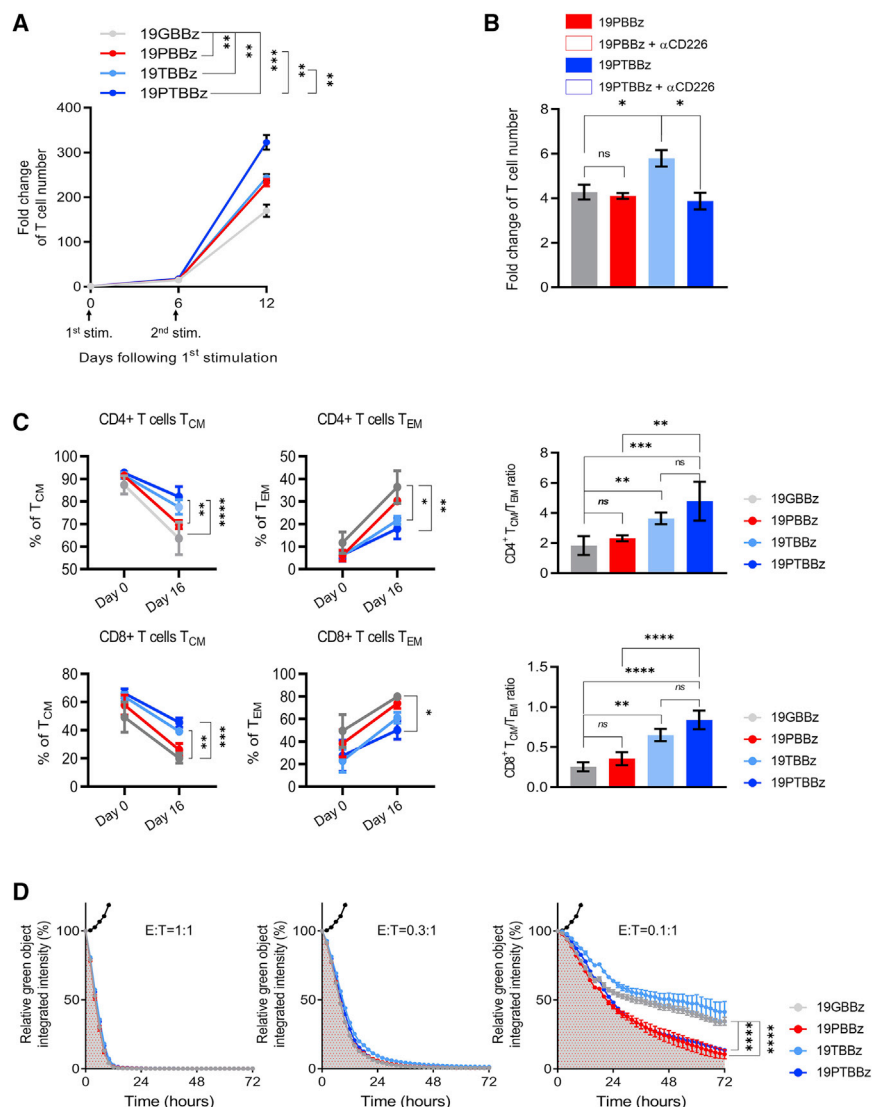 A
19GBBz
19PBBz
19TBBz
19PTBBz
**
**
***
**
**
Fold change
of T cell number
400
300
200
100
0
0
6
12
1st stim.
2nd stim.
Days following 1st stimulation
B
19PBBz
19PBBz + αCD226
19PTBBz
19PTBBz + αCD226
Fold change of T cell number
8
6
4
2
0
*
*
ns
C
CD4+ T cells TCM
% of TCM
100
90
80
70
60
50
Day 0
Day 16
**
****
CD4+ T cells TEM
% of TEM
50
40
30
20
10
0
Day 0
Day 16
*
**
CD4+ TCM/TEM ratio
8
6
4
2
0
**
***
ns
**
ns
19GBBz
19PBBz
19TBBz
19PTBBz
CD8+ T cells TCM
% of TCM
80
60
40
20
0
Day 0
Day 16
**
***
CD8+ T cells TEM
% of TEM
100
80
60
40
20
0
Day 0
Day 16
*
CD8+ TCM/TEM ratio
1.5
1.0
0.5
0.0
****
****
**
ns
ns
19GBBz
19PBBz
19TBBz
19PTBBz
D
Relative green object
integrated intensity (%)
100
50
0
E:T=1:1
0
24
48
72
Time (hours)
Relative green object
integrated intensity (%)
100
50
0
E:T=0.3:1
0
24
48
72
Time (hours)
Relative green object
integrated intensity (%)
100
50
0
E:T=0.1:1
0
24
48
72
Time (hours)
****
****
19GBBz
19PBBz
19TBBz
19PTBBz